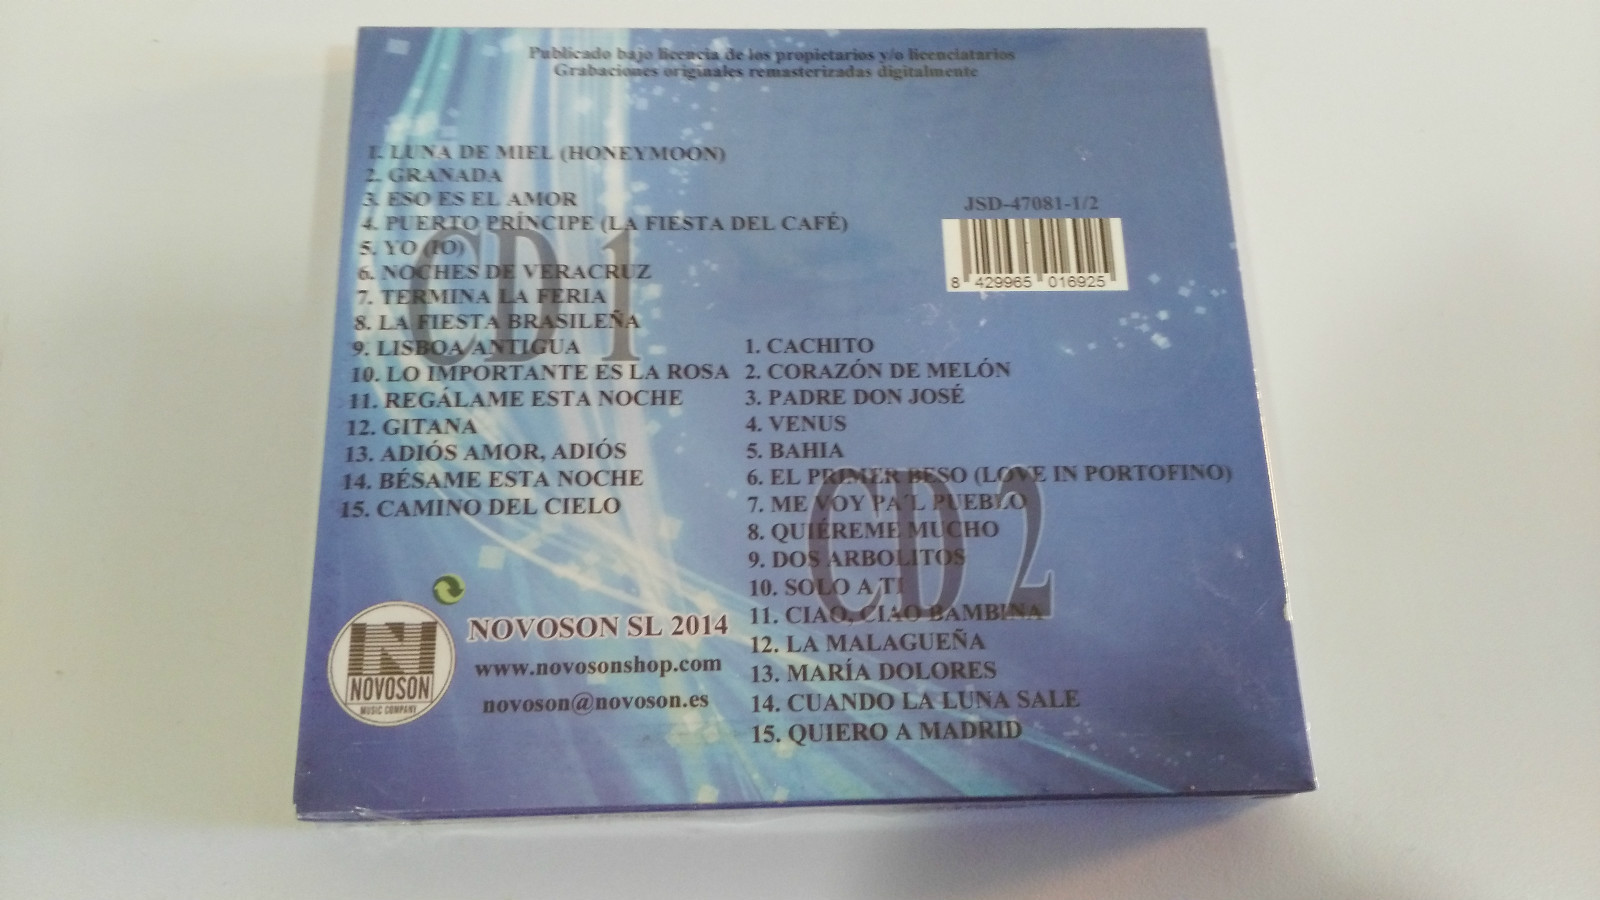 Publicado bajo licencia de los propietarios y/o licenciatarios
Grabaciones originales remasterizadas digitalmente
CD 1
1. LUNA DE MIEL (HONEYMOON)
2. GRANADA
3. ESO ES EL AMOR
4. PUERTO PRÍNCIPE (LA FIESTA DEL CAFÉ)
5. YO (IO)
6. NOCHES DE VERACRUZ
7. TERMINA LA FERIA
8. LA FIESTA BRASILEÑA
9. LISBOA ANTIGUA
10. LO IMPORTANTE ES LA ROSA
11. REGÁLAME ESTA NOCHE
12. GITANA
13. ADIÓS AMOR, ADIÓS
14. BÉSAME ESTA NOCHE
15. CAMINO DEL CIELO
JSD-47081-1/2
8 429965 016925
CD 2
1. CACHITO
2. CORAZÓN DE MELÓN
3. PADRE DON JOSÉ
4. VENUS
5. BAHIA
6. EL PRIMER BESO (LOVE IN PORTOFINO)
7. ME VOY PA´L PUEBLO
8. QUIÉREME MUCHO
9. DOS ARBOLITOS
10. SOLO A TI
11. CIAO, CIAO BAMBINA
12. LA MALAGUEÑA
13. MARÍA DOLORES
14. CUANDO LA LUNA SALE
15. QUIERO A MADRID
N
NOVOSON
MUSIC COMPANY
NOVOSON SL 2014
www.novosonshop.com
novoson@novoson.es